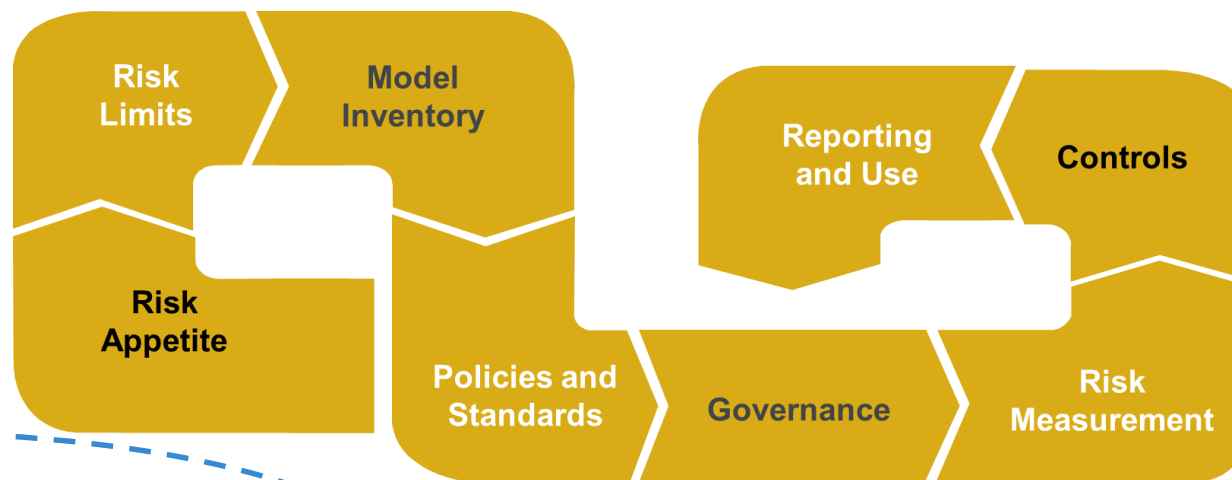 Risk
Limits
Model
Inventory
Reporting
and Use
Controls
Risk
Appetite
Policies and
Standards
Governance
Risk
Measurement